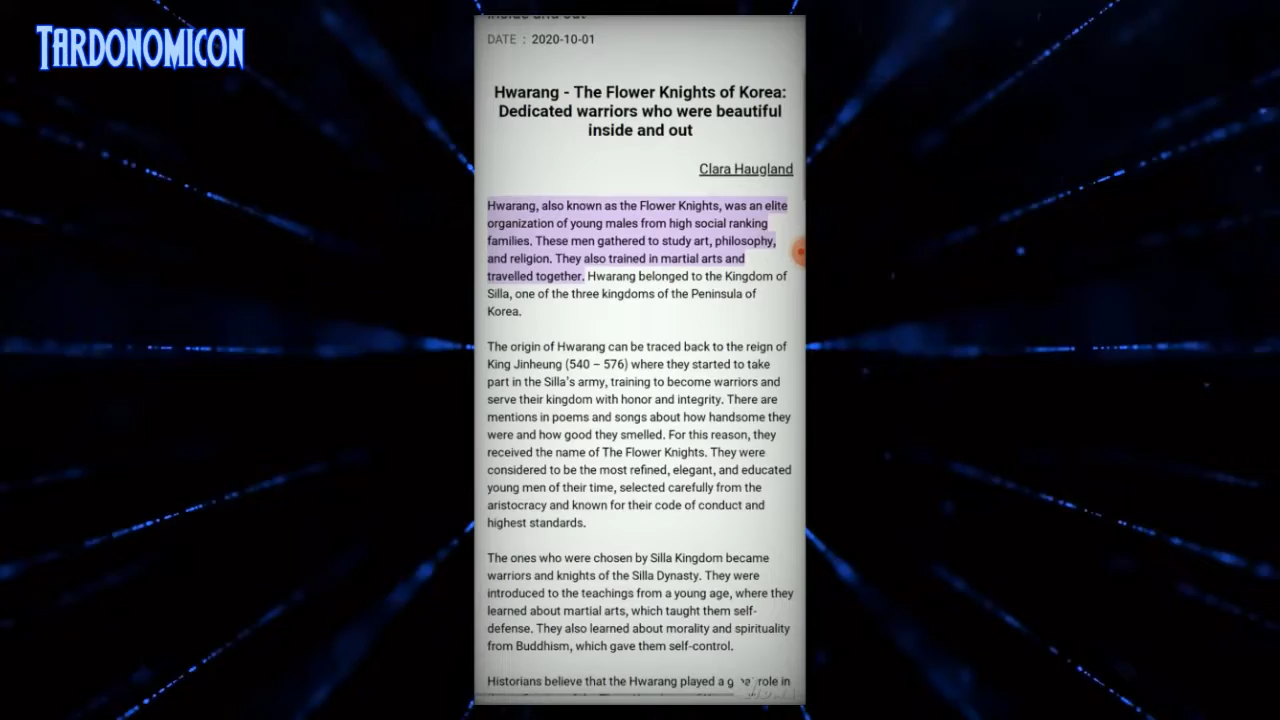 TARDONOMICON
inside and out
DATE : 2020-10-01
Hwarang - The Flower Knights of Korea:
Dedicated warriors who were beautiful
inside and out
Clara Haugland
Hwarang, also known as the Flower Knights, was an elite
organization of young males from high social ranking
families. These men gathered to study art, philosophy,
and religion. They also trained in martial arts and
travelled together. Hwarang belonged to the Kingdom of
Silla, one of the three kingdoms of the Peninsula of
Korea.
The origin of Hwarang can be traced back to the reign of
King Jinheung (540 – 576) where they started to take
part in the Silla's army, training to become warriors and
serve their kingdom with honor and integrity. There are
mentions in poems and songs about how handsome they
were and how good they smelled. For this reason, they
received the name of The Flower Knights. They were
considered to be the most refined, elegant, and educated
young men of their time, selected carefully from the
aristocracy and known for their code of conduct and
highest standards.
The ones who were chosen by Silla Kingdom became
warriors and knights of the Silla Dynasty. They were
introduced to the teachings from a young age, where they
learned about martial arts, which taught them self-
defense. They also learned about morality and spirituality
from Buddhism, which gave them self-control.
Historians believe that the Hwarang played a role in